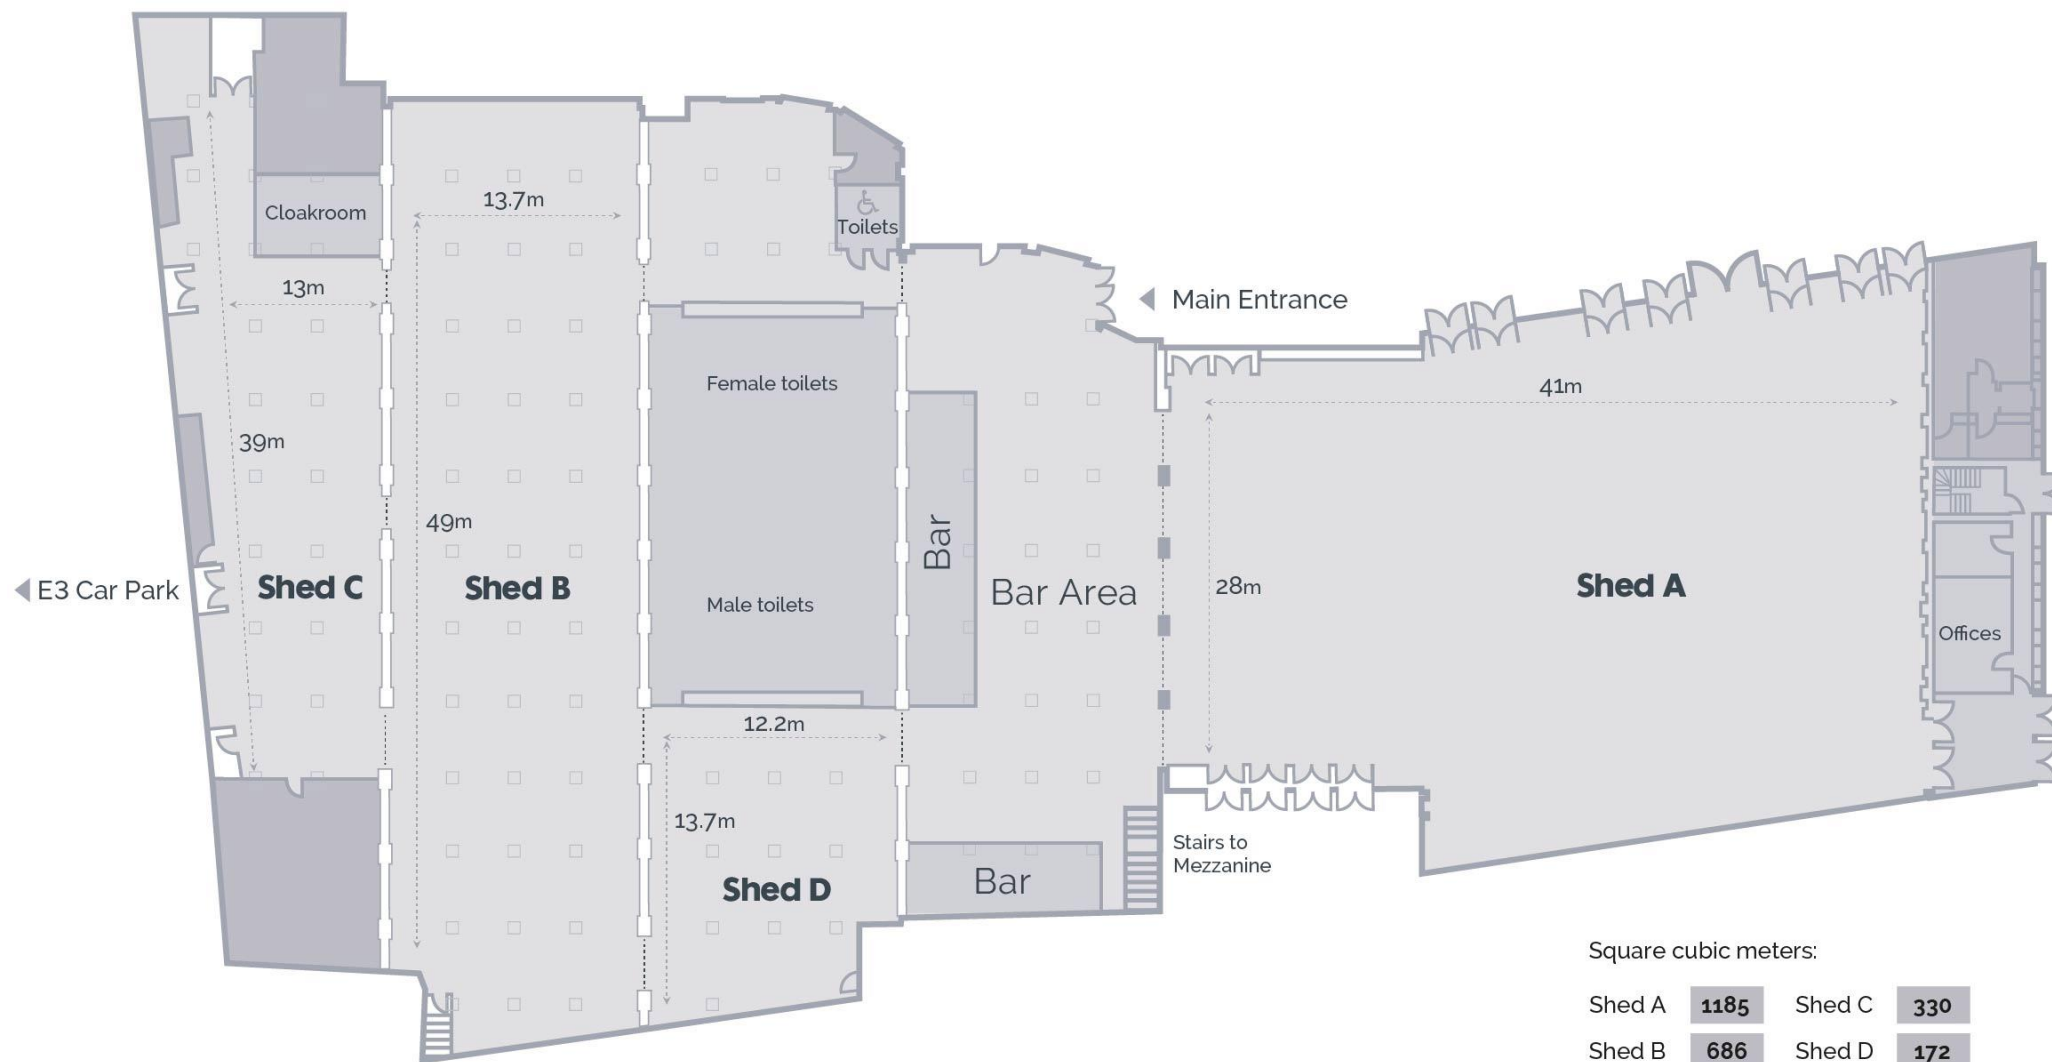 Cloakroom
13.7m
Toilets
13m
Main Entrance
Female toilets
41m
39m
49m
Bar
E3 Car Park
Shed C
Shed B
Male toilets
Bar Area
28m
Shed A
Offices
12.2m
13.7m
Stairs to
Mezzanine
Shed D
Bar
Square cubic meters:
Shed A 1185 Shed C 330
Shed B 686 Shed D 172